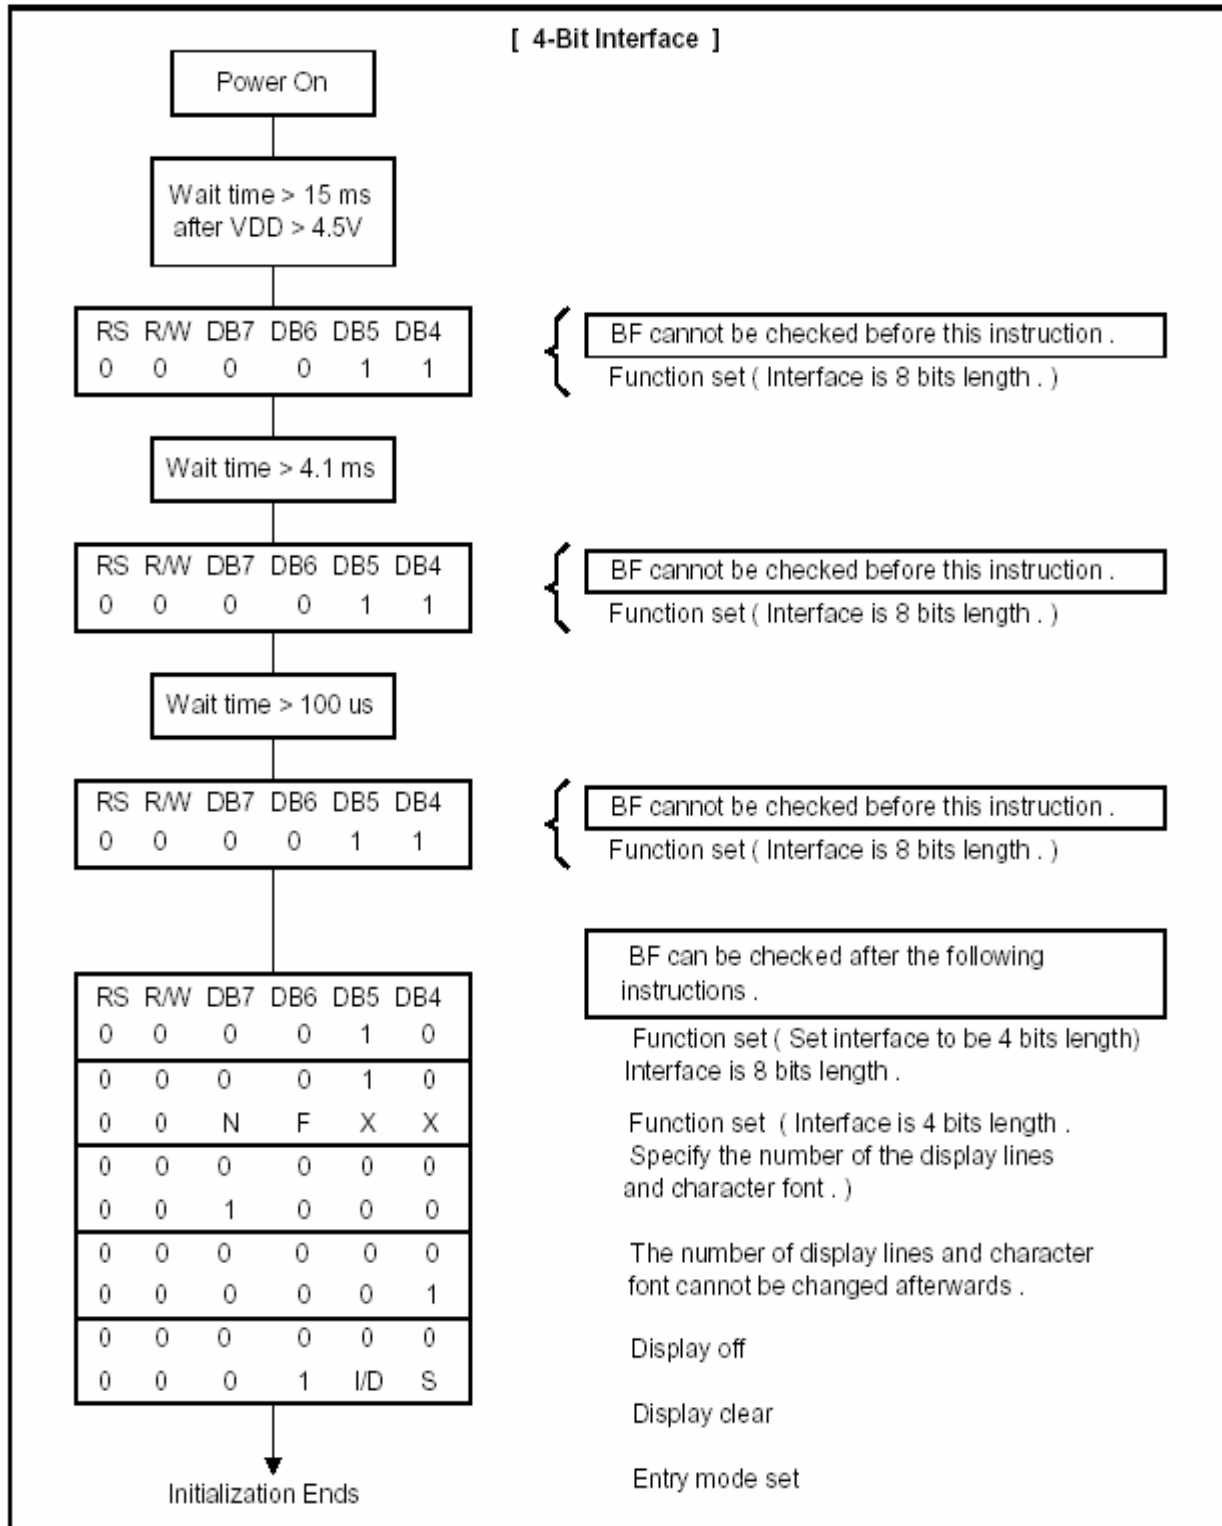 [ 4-Bit Interface ]
Power On
Wait time > 15 ms
after VDD > 4.5V
RS R/W DB7 DB6 DB5 DB4
0 0 0 0 1 1
BF cannot be checked before this instruction .
Function set ( Interface is 8 bits length . )
Wait time > 4.1 ms
RS R/W DB7 DB6 DB5 DB4
0 0 0 0 1 1
BF cannot be checked before this instruction .
Function set ( Interface is 8 bits length . )
Wait time > 100 us
RS R/W DB7 DB6 DB5 DB4
0 0 0 0 1 1
BF cannot be checked before this instruction .
Function set ( Interface is 8 bits length . )
RS R/W DB7 DB6 DB5 DB4
0 0 0 0 1 0
0 0 0 0 1 0
0 0 N F X X
0 0 0 0 0 0
0 0 1 0 0 0
0 0 0 0 0 0
0 0 0 0 0 1
0 0 0 0 0 0
0 0 0 1 I/D S
BF can be checked after the following
instructions .
Function set ( Set interface to be 4 bits length)
Interface is 8 bits length .
Function set ( Interface is 4 bits length .
Specify the number of the display lines
and character font . )
The number of display lines and character
font cannot be changed afterwards .
Display off
Display clear
Entry mode set
Initialization Ends